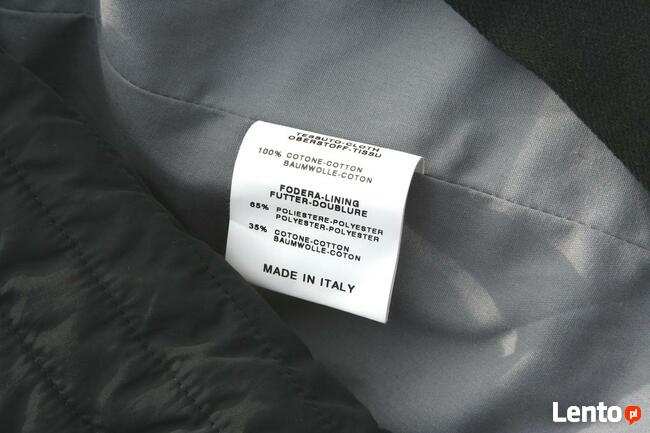 TESSUTO-CLOTH
OBERSTOFF-TISSU
100% COTONE-COTTON
BAUMWOLLE-COTON
FODERA-LINING
FUTTER-DOUBLURE
65% POLIESTERE-POLYESTER
POLYESTER-POLYESTER
35% COTONE-COTTON
BAUMWOLLE-COTON
MADE IN ITALY
Lento.pl